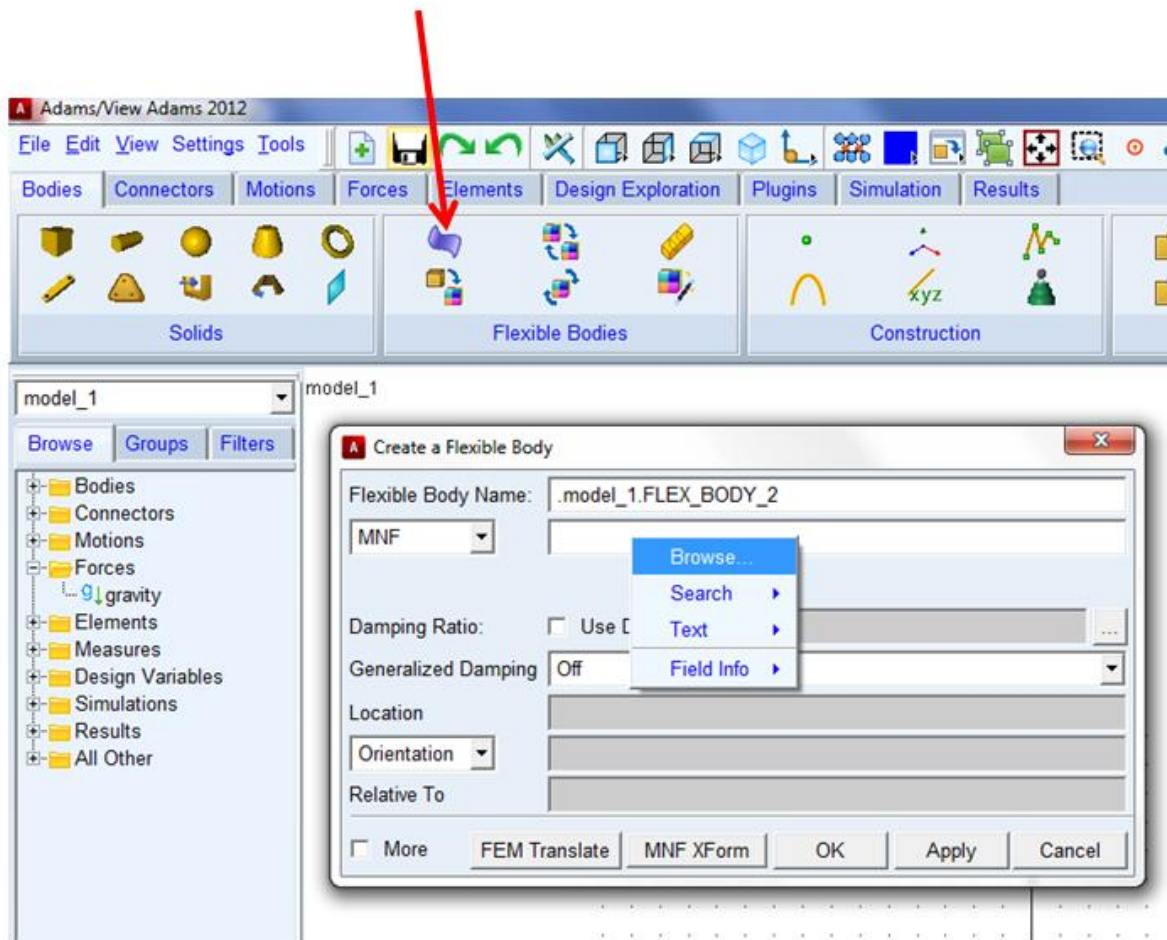 Adams/View Adams 2012
File Edit View Settings Tools
Bodies Connectors Motions Forces Elements Design Exploration Plugins Simulation Results
xyz
Solids Flexible Bodies Construction
model_1
model_1
Browse Groups Filters
Bodies
Connectors
Motions
Forces
gravity
Elements
Measures
Design Variables
Simulations
Results
All Other
Create a Flexible Body
Flexible Body Name: .model_1.FLEX_BODY_2
MNF
Browse...
Search
Text
Field Info
Damping Ratio: Use D ...
Generalized Damping Off
Location
Orientation
Relative To
More FEM Translate MNF XForm OK Apply Cancel